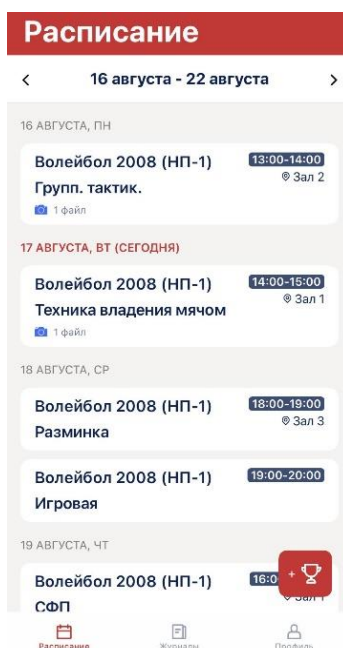 Расписание
16 августа - 22 августа
16 АВГУСТА, ПН
Волейбол 2008 (НП-1)
13:00-14:00
Групп. тактик.
Зал 2
1 файл
17 АВГУСТА, ВТ (СЕГОДНЯ)
Волейбол 2008 (НП-1)
14:00-15:00
Техника владения мячом
Зал 1
1 файл
18 АВГУСТА, СР
Волейбол 2008 (НП-1)
18:00-19:00
Разминка
Зал 3
Волейбол 2008 (НП-1)
19:00-20:00
Игровая
19 АВГУСТА, ЧТ
Волейбол 2008 (НП-1)
16:0
+
СФП
Расписание
Журналы
Профиль